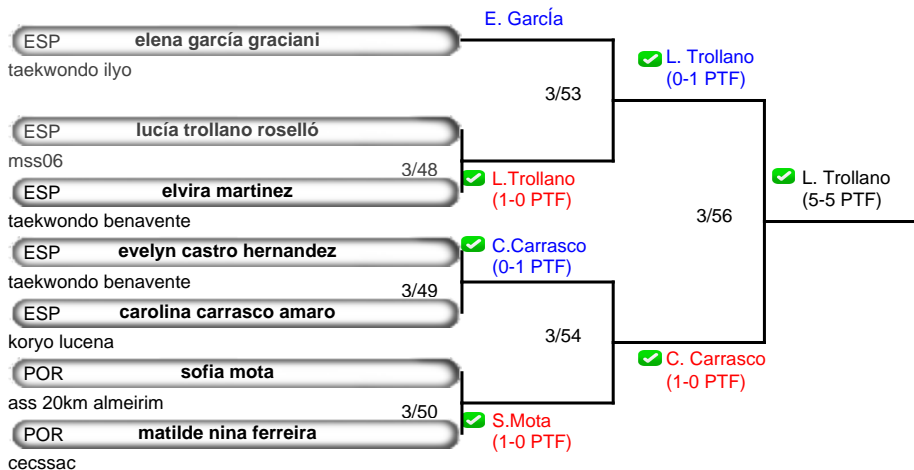 E. García
ESP elena garcía graciani
taekwondo ilyo
L. Trollano
(0-1 PTF)
3/53
ESP lucía trollano roselló
mss06
3/48
L.Trollano
(1-0 PTF)
ESP elvira martinez
taekwondo benavente
L. Trollano
(5-5 PTF)
3/56
ESP evelyn castro hernandez
taekwondo benavente
C.Carrasco
(0-1 PTF)
3/49
ESP carolina carrasco amaro
koryo lucena
3/54
C. Carrasco
(1-0 PTF)
POR sofia mota
ass 20km almeirim
3/50
S.Mota
(1-0 PTF)
POR matilde nina ferreira
cecssac